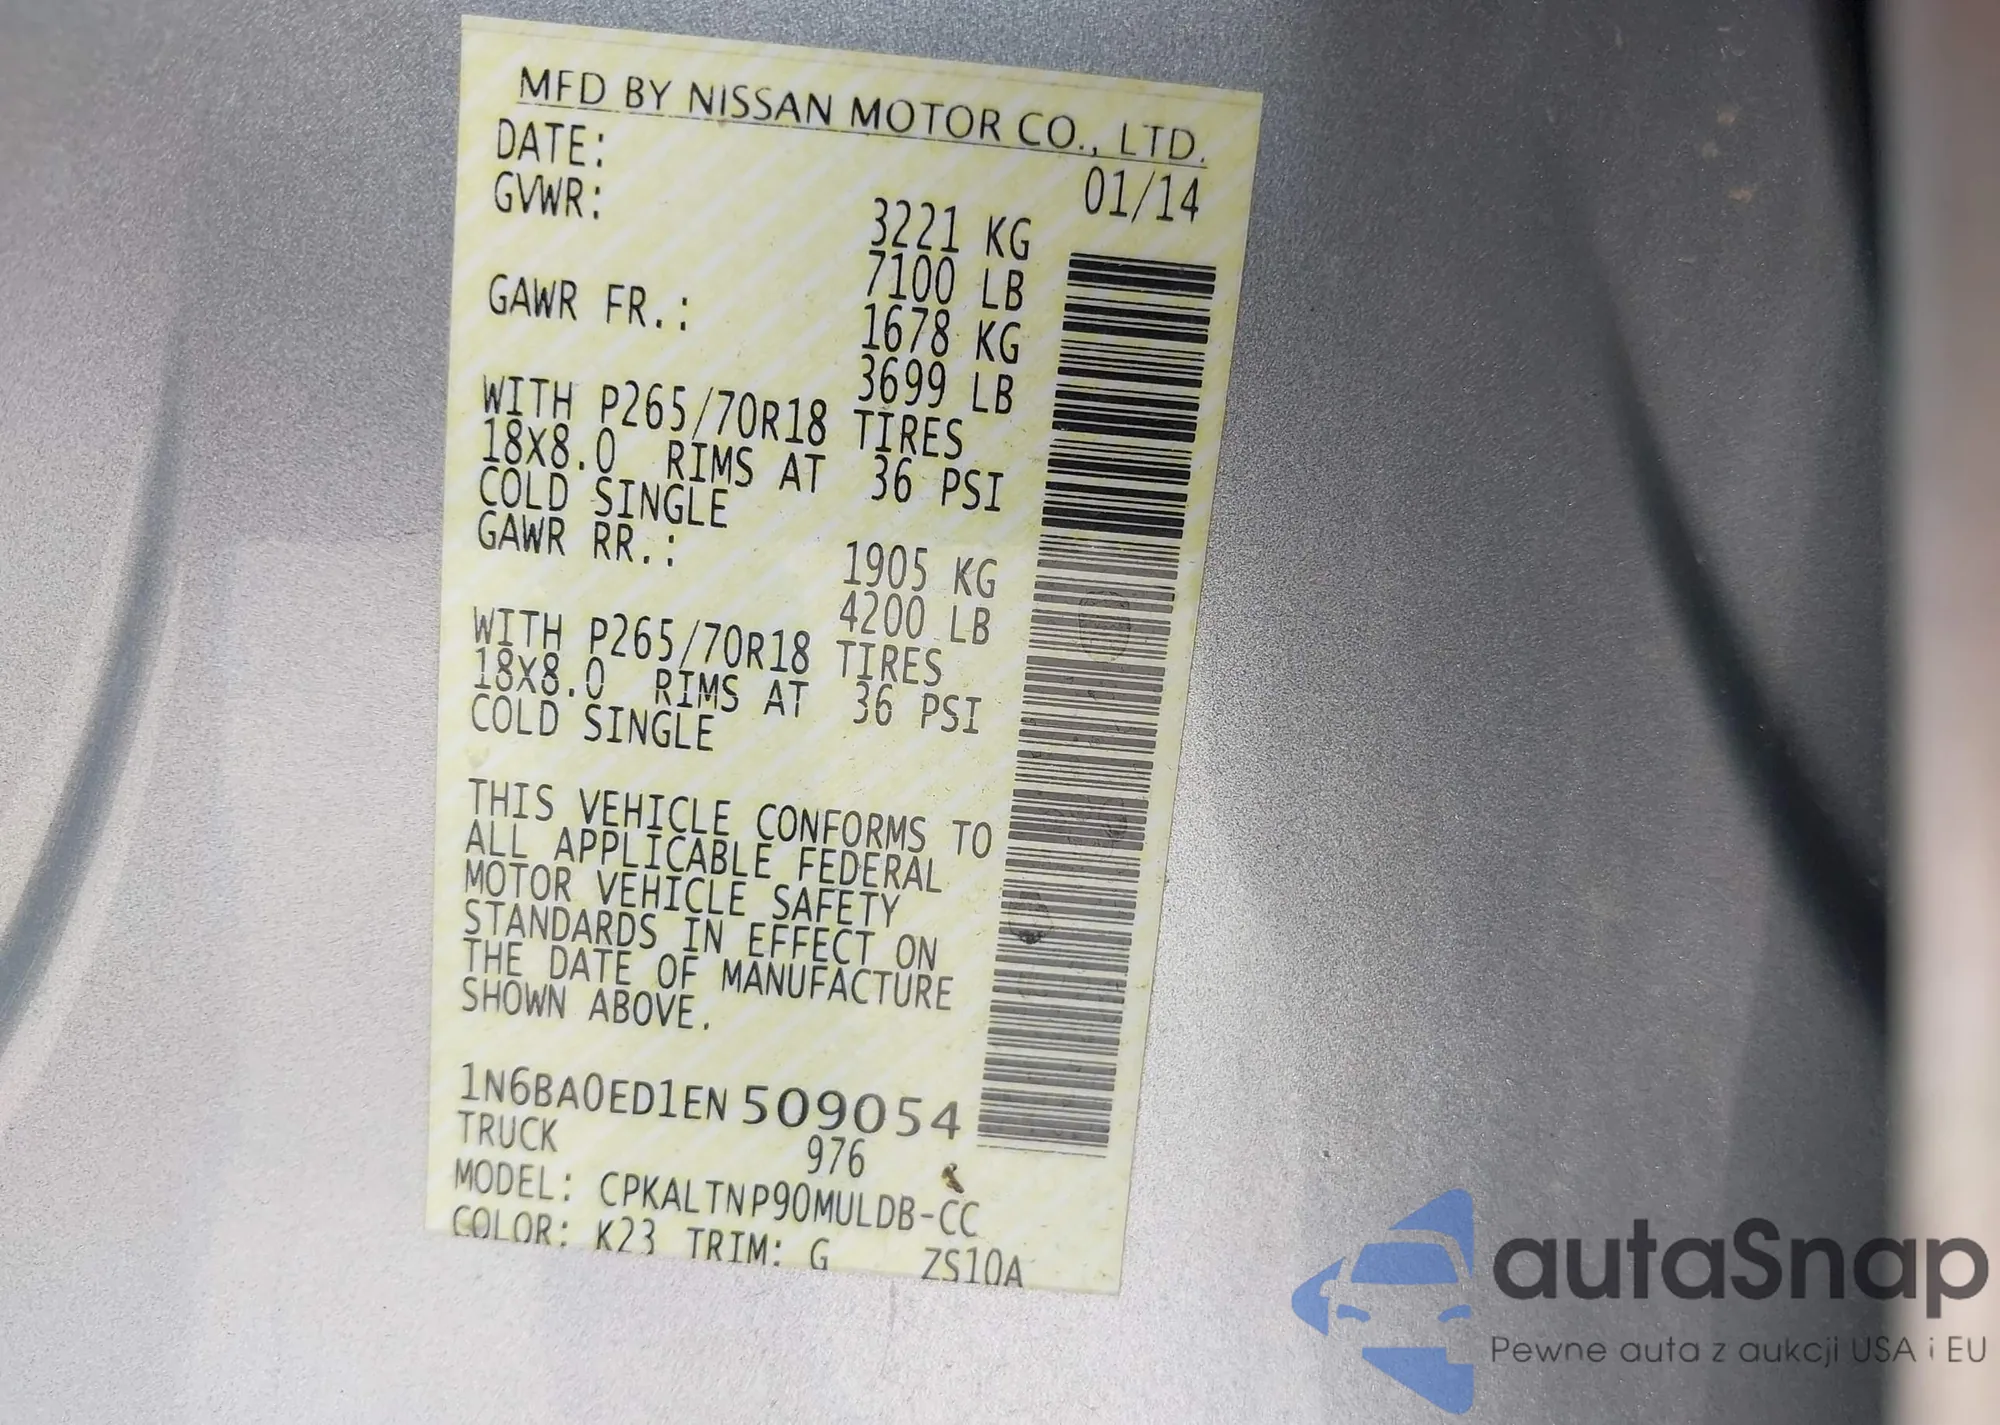 MFD BY NISSAN MOTOR CO., LTD.
DATE: 01/14
GVWR: 3221 KG
7100 LB
GAWR FR.: 1678 KG
3699 LB
WITH P265/70R18 TIRES
18X8.0 RIMS AT 36 PSI
COLD SINGLE
GAWR RR.: 1905 KG
4200 LB
WITH P265/70R18 TIRES
18X8.0 RIMS AT 36 PSI
COLD SINGLE
THIS VEHICLE CONFORMS TO
ALL APPLICABLE FEDERAL
MOTOR VEHICLE SAFETY
STANDARDS IN EFFECT ON
THE DATE OF MANUFACTURE
SHOWN ABOVE.
1N6BA0ED1EN509054
TRUCK 976
MODEL: CPKALTNP90MULDB-CC
COLOR: K23 TRIM: G ZS10A
autaSnap
Pewne auta z aukcji USA i EU